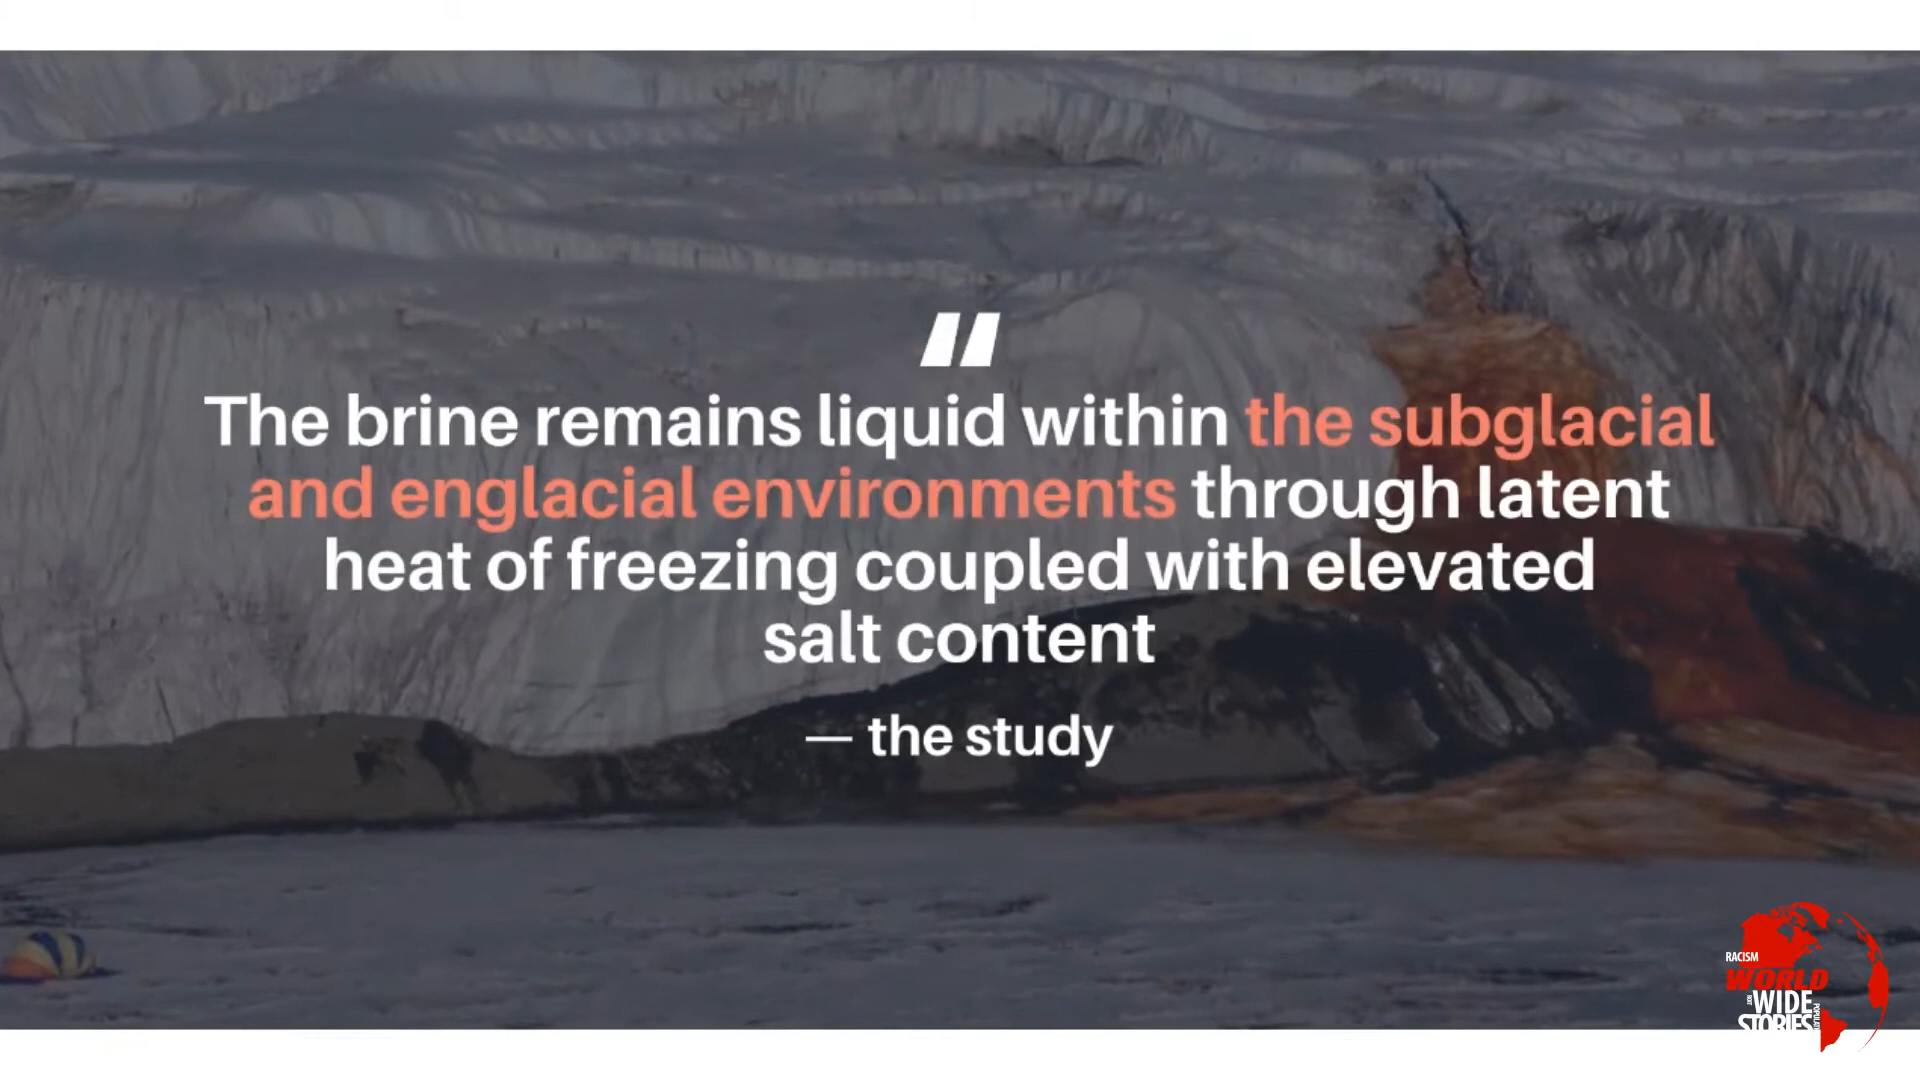 "
The brine remains liquid within the subglacial
and englacial environments through latent
heat of freezing coupled with elevated
salt content
— the study
RACISM
WORLD
WIDE
STORIES